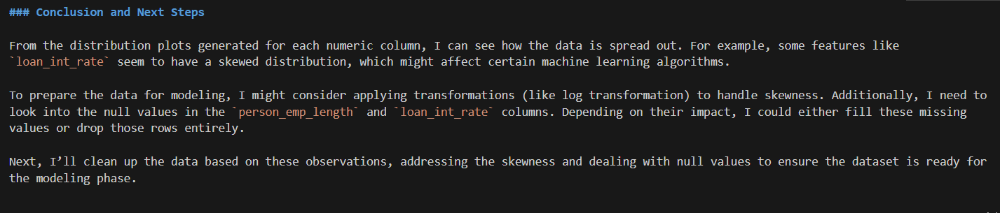 ### Conclusion and Next Steps
From the distribution plots generated for each numeric column, I can see how the data is spread out. For example, some features like
`loan_int_rate` seem to have a skewed distribution, which might affect certain machine learning algorithms.
To prepare the data for modeling, I might consider applying transformations (like log transformation) to handle skewness. Additionally, I need to
look into the null values in the `person_emp_length` and `loan_int_rate` columns. Depending on their impact, I could either fill these missing
values or drop those rows entirely.
Next, I’ll clean up the data based on these observations, addressing the skewness and dealing with null values to ensure the dataset is ready for
the modeling phase.